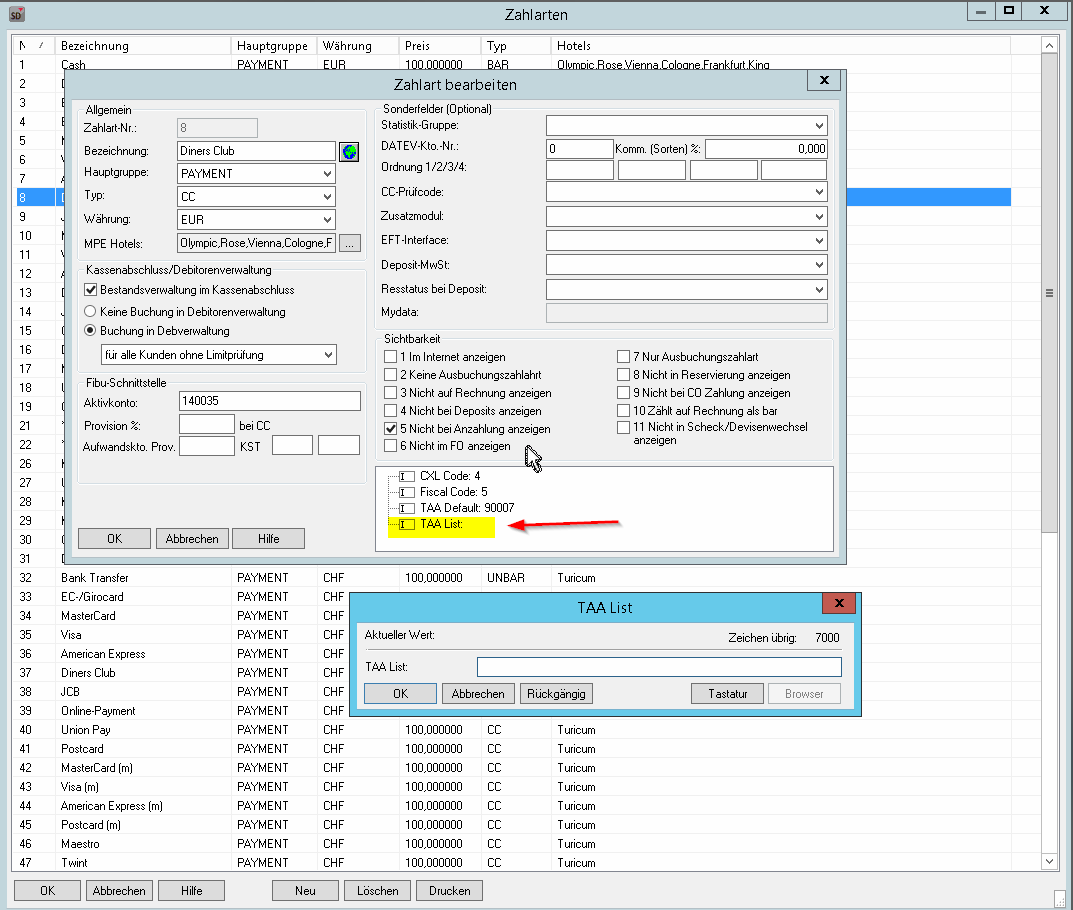 SD Zahlarten
N Bezeichnung Hauptgruppe Währung Preis Typ Hotels
1 Cash PAYMENT EUR 100,000000 BAR Olympic,Rose,Vienna,Cologne,Frankfurt,King
2
3
4
5
6
7
8
9
10
11
12
13
14
15
16
17
18
19
21
22
26
27
28
29
30
31
Zahlart bearbeiten
Allgemein
Zahlart-Nr.: 8
Bezeichnung: Diners Club
Hauptgruppe: PAYMENT
Typ: CC
Währung: EUR
MPE Hotels: Olympic,Rose,Vienna,Cologne,F ...
Kassenabschluss/Debitorenverwaltung
Bestandsverwaltung im Kassenabschluss
Keine Buchung in Debitorenverwaltung
Buchung in Debverwaltung
für alle Kunden ohne Limitprüfung
Fibu-Schnittstelle
Aktivkonto: 140035
Provision %: bei CC
Aufwandskto. Prov. KST
OK Abbrechen Hilfe
Sonderfelder (Optional)
Statistik-Gruppe:
DATEV-Kto.-Nr.: 0 Komm. (Sorten) %: 0,000
Ordnung 1/2/3/4:
CC-Prüfcode:
Zusatzmodul:
EFT-Interface:
Deposit-MwSt:
Resstatus bei Deposit:
Mydata:
Sichtbarkeit
1 Im Internet anzeigen
2 Keine Ausbuchungszahlahrt
3 Nicht auf Rechnung anzeigen
4 Nicht bei Deposits anzeigen
5 Nicht bei Anzahlung anzeigen
6 Nicht im FO anzeigen
7 Nur Ausbuchungszahlart
8 Nicht in Reservierung anzeigen
9 Nicht bei CO Zahlung anzeigen
10 Zählt auf Rechnung als bar
11 Nicht in Scheck/Devisenwechsel
anzeigen
CXL Code: 4
Fiscal Code: 5
TAA Default: 90007
TAA List:
32 Bank Transfer PAYMENT CHF 100,000000 UNBAR Turicum
33 EC-/Girocard PAYMENT CHF
34 MasterCard PAYMENT CHF
35 Visa PAYMENT CHF
36 American Express PAYMENT CHF
37 Diners Club PAYMENT CHF
38 JCB PAYMENT CHF
39 Online-Payment PAYMENT CHF
TAA List
Aktueller Wert: Zeichen übrig: 7000
TAA List:
OK Abbrechen Rückgängig Tastatur Browser
40 Union Pay PAYMENT CHF 100,000000 CC Turicum
41 Postcard PAYMENT CHF 100,000000 CC Turicum
42 MasterCard (m) PAYMENT CHF 100,000000 CC Turicum
43 Visa (m) PAYMENT CHF 100,000000 CC Turicum
44 American Express (m) PAYMENT CHF 100,000000 CC Turicum
45 Postcard (m) PAYMENT CHF 100,000000 CC Turicum
46 Maestro PAYMENT CHF 100,000000 CC Turicum
47 Twint PAYMENT CHF 100,000000 CC Turicum
OK Abbrechen Hilfe Neu Löschen Drucken